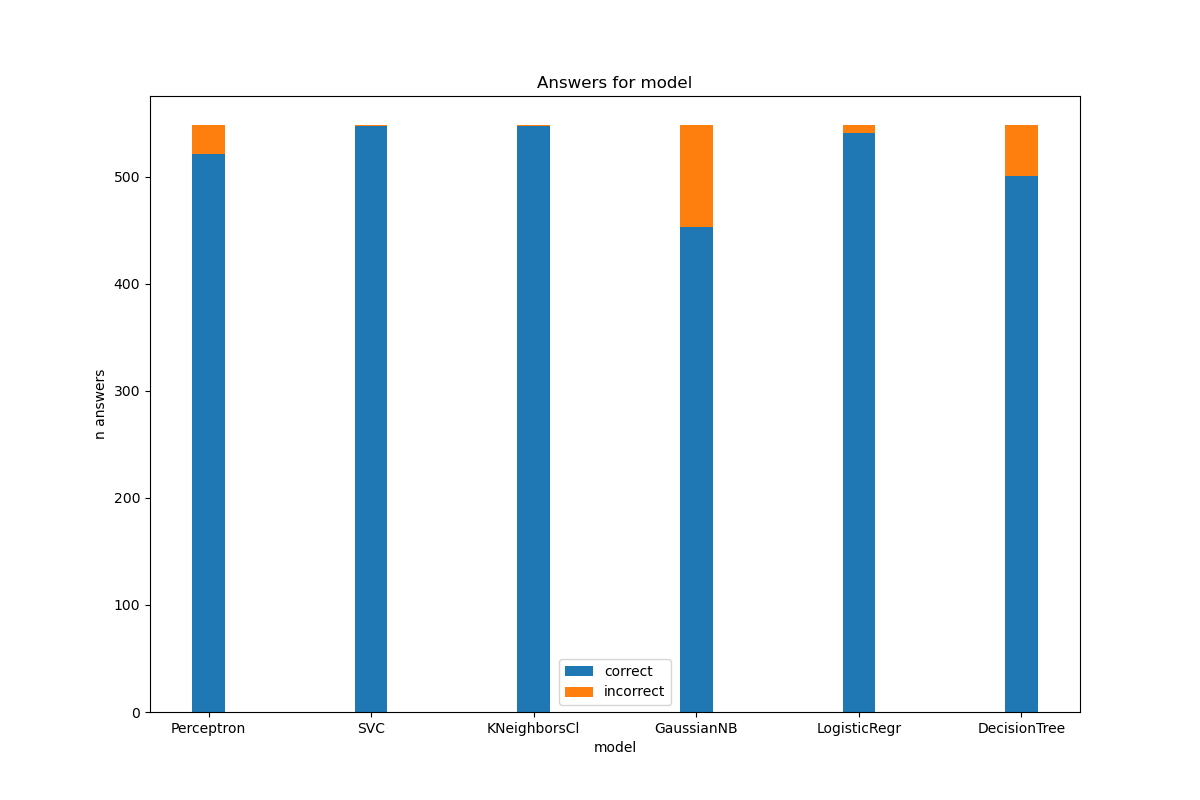 Answers for model
500
400
300
200
100
0
n answers
correct
incorrect
Perceptron SVC KNeighborsCl GaussianNB LogisticRegr DecisionTree
model